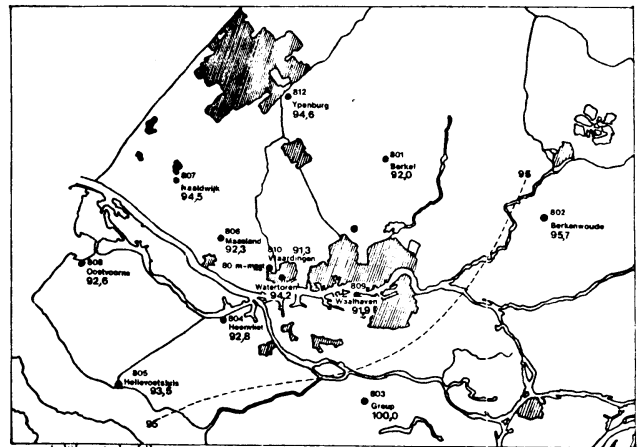 812
Ypenburg
94,6
801
Berkel
92,0
807
Naaldwijk
94,5
95
802
Berkenwoude
95,7
806
Maasland
92,3
810 91,3
Vlaardingen
80 m-mast
808
Oostvoorne
92,6
Watertoren
94,2
809
Waalhaven
91,9
804
Heenvliet
92,8
805
Hellevoetsluis
93,5
803
Greup
100,0
95